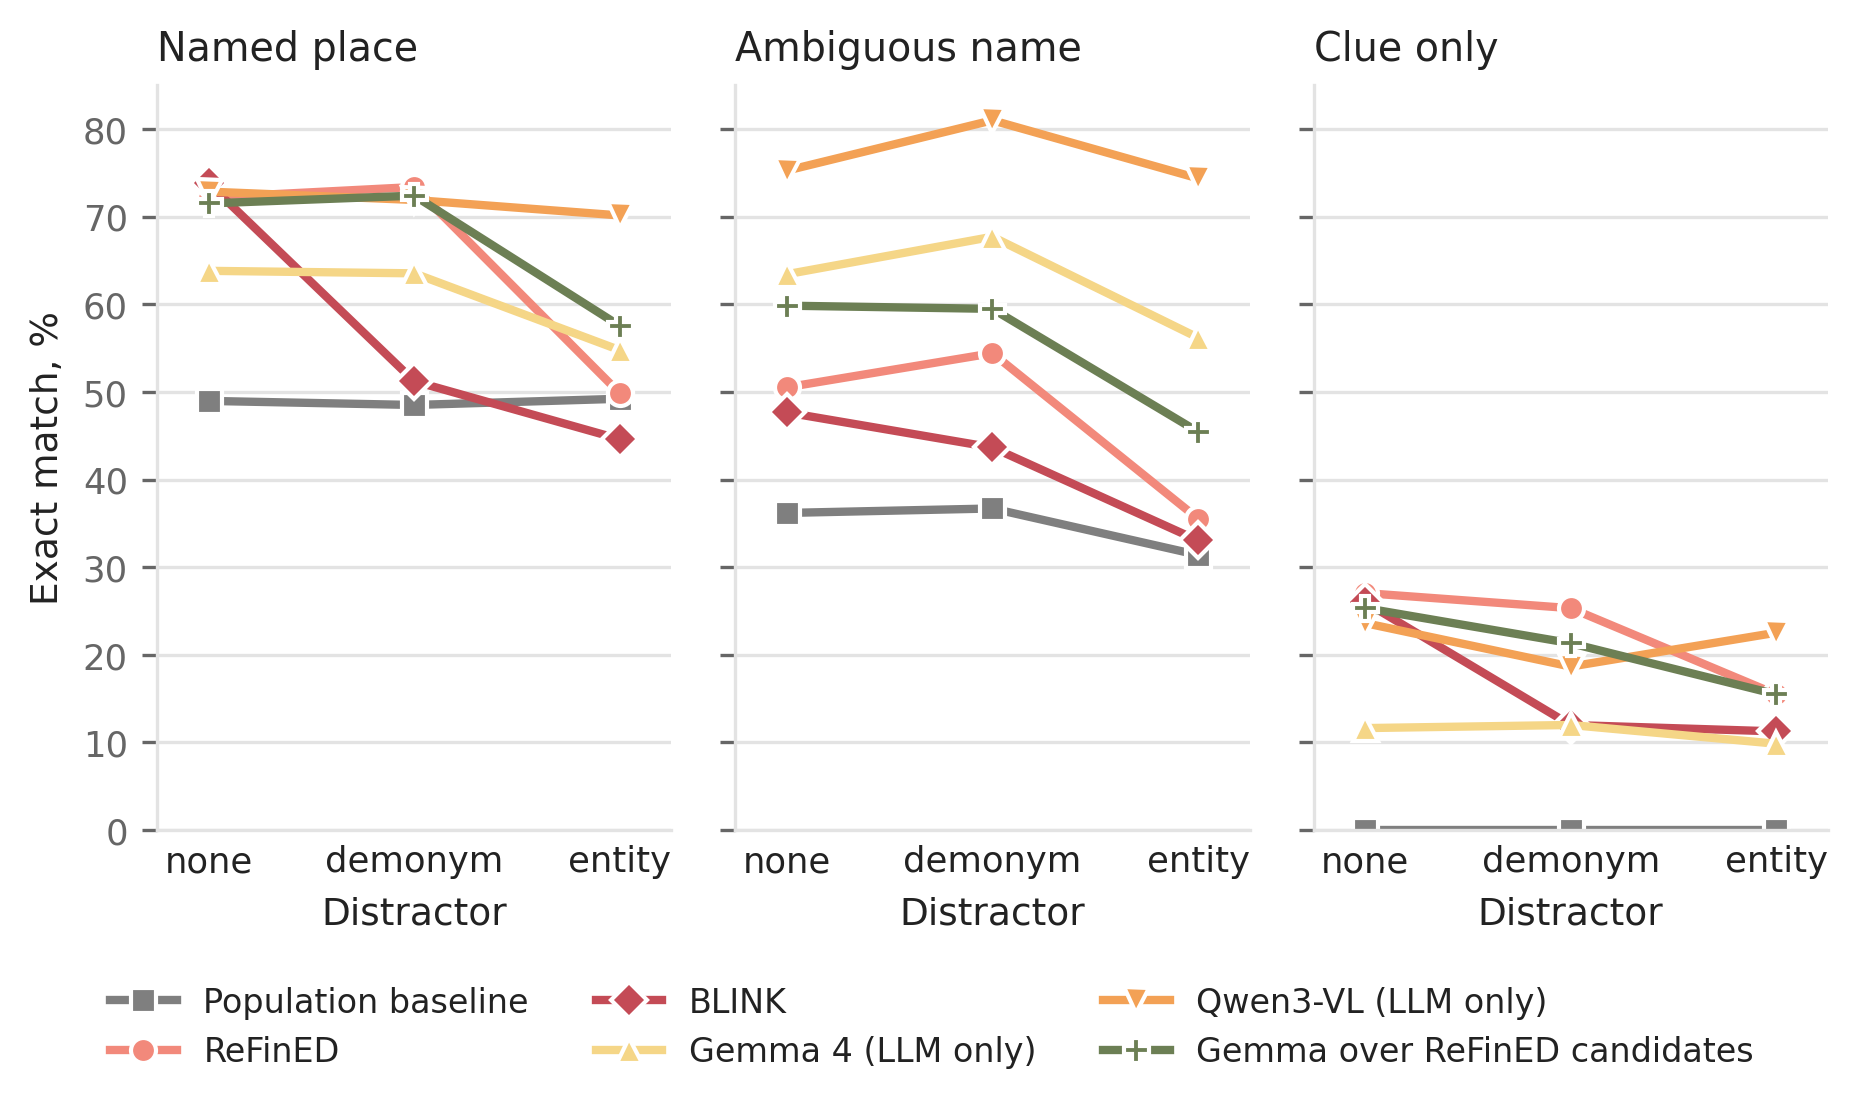 Named place
Ambiguous name
Clue only
Exact match, %
80
70
60
50
40
30
20
10
0
none demonym entity
none demonym entity
none demonym entity
Distractor
Distractor
Distractor
Population baseline
BLINK
Qwen3-VL (LLM only)
ReFinED
Gemma 4 (LLM only)
Gemma over ReFinED candidates